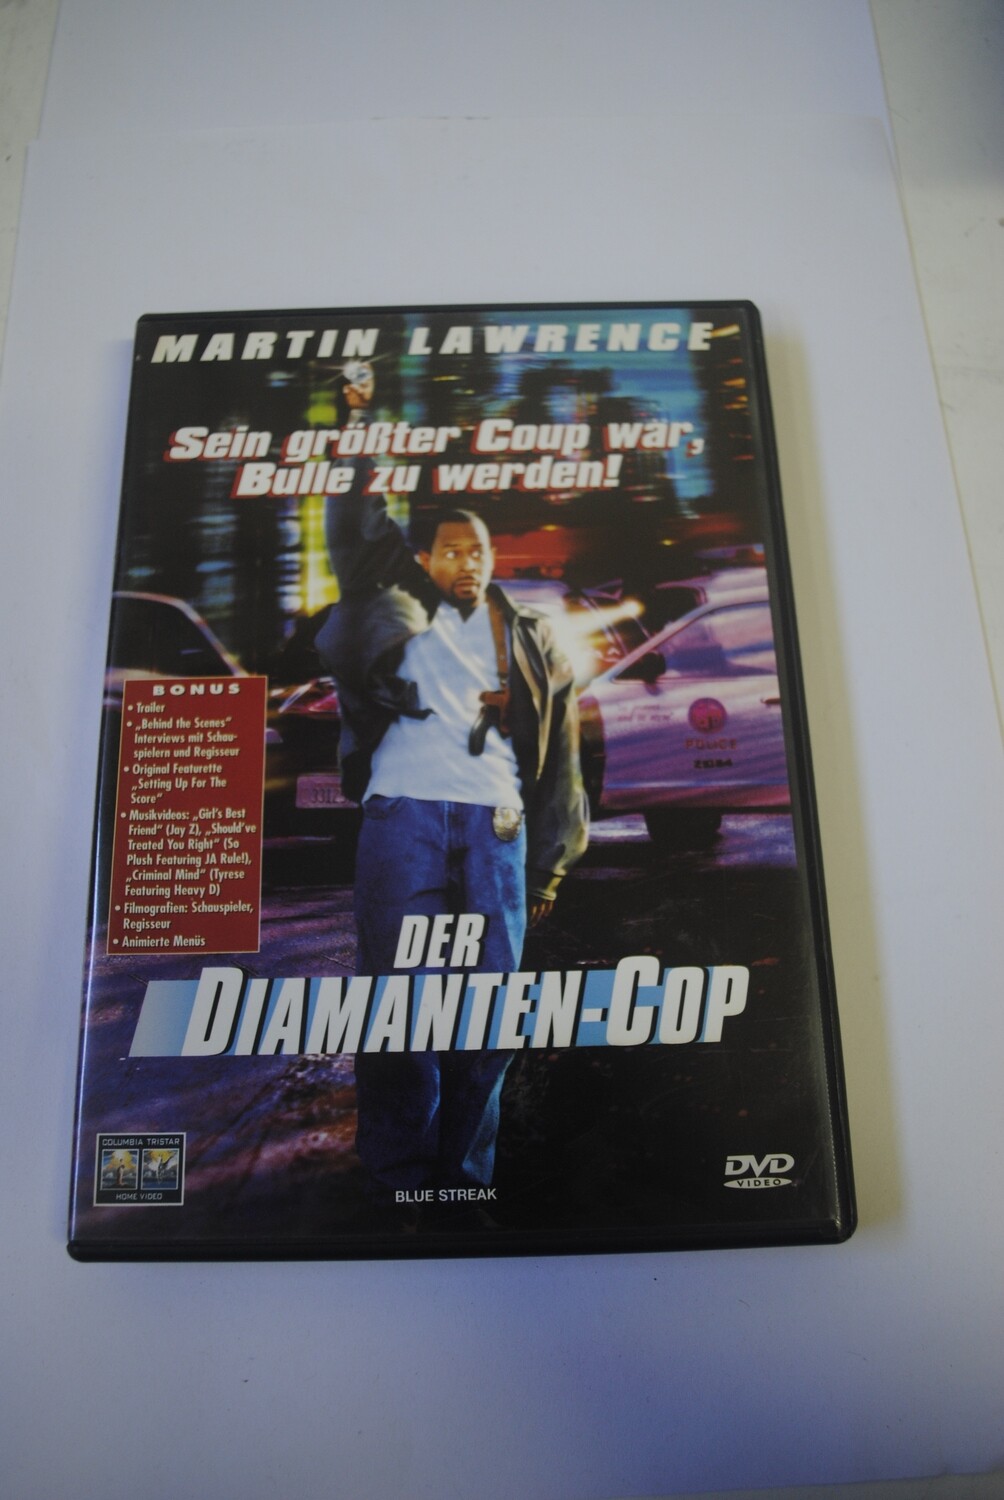 MARTIN LAWRENCE
Sein größter Coup war,
Bulle zu werden!
BONUS
• Trailer
• „Behind the Scenes“
Interviews mit Schau-
spielern und Regisseur
• Original Featurette
„Setting Up For The
Score“
• Musikvideos: „Girl's Best
Friend“ (Jay Z), „Should've
Treated You Right“ (So
Plush Featuring JA Rule!),
„Criminal Mind“ (Tyrese
Featuring Heavy D)
• Filmografien: Schauspieler,
Regisseur
• Animierte Menüs
POLICE
DER
DIAMANTEN-COP
COLUMBIA TRISTAR
HOME VIDEO
BLUE STREAK
DVD
VIDEO